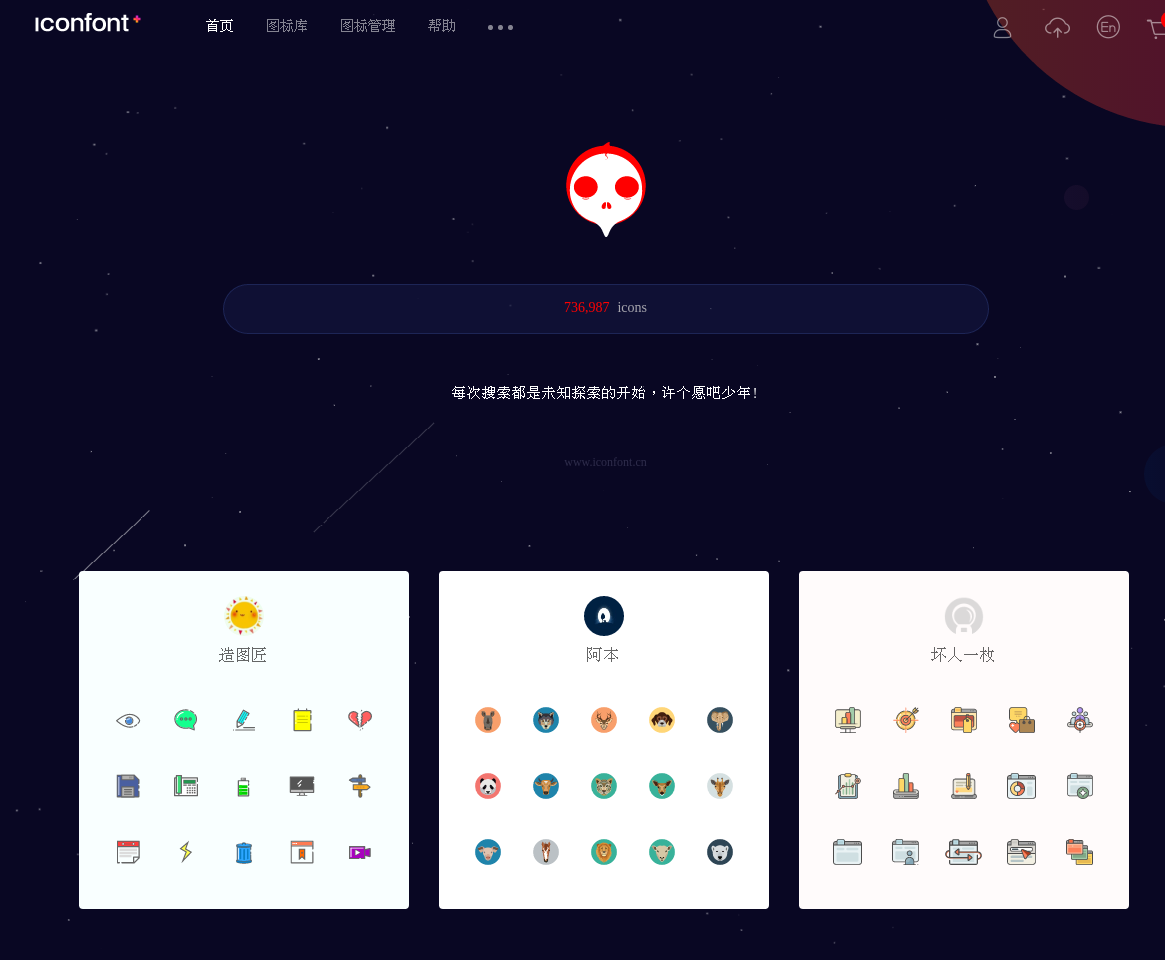 iconfont+
首页 图标库 图标管理 帮助
En
736,987 icons
每次搜索都是未知探索的开始，许个愿吧少年！
www.iconfont.cn
造图匠 阿本 坏人一枚